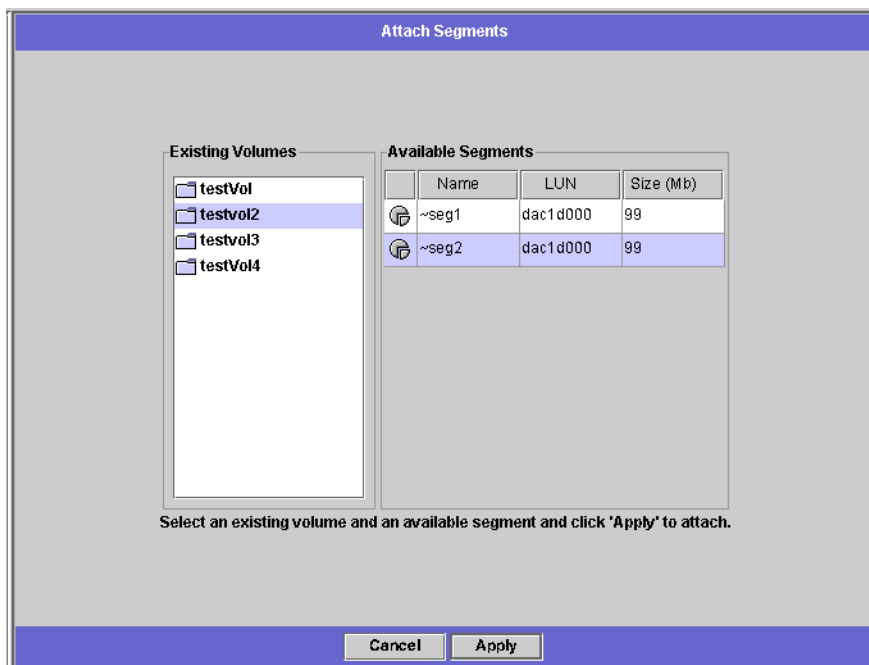 Attach Segments
Existing Volumes
testVol
testvol2
testvol3
testVol4
Available Segments
Name LUN Size (Mb)
~seg1 dac1d000 99
~seg2 dac1d000 99
Select an existing volume and an available segment and click 'Apply' to attach.
Cancel Apply